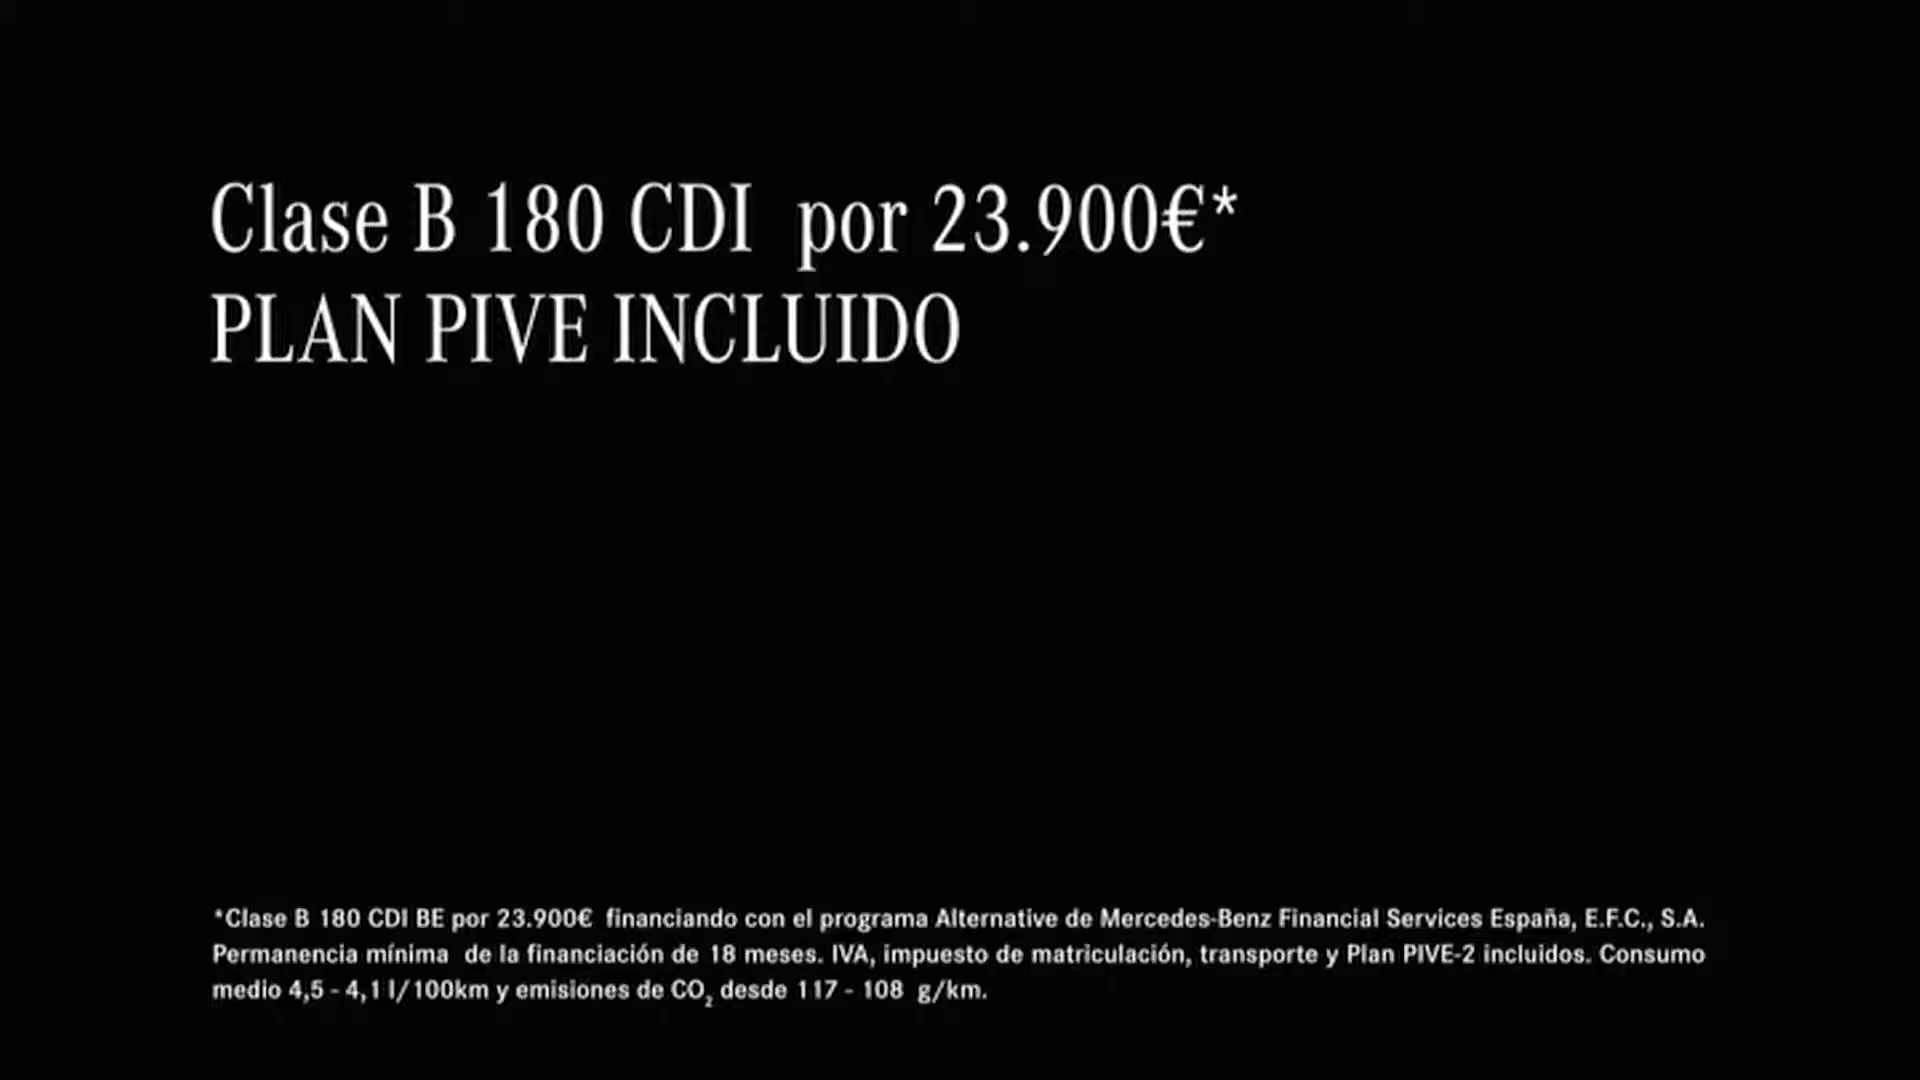 Clase B 180 CDI por 23.900€*
PLAN PIVE INCLUIDO
*Clase B 180 CDI BE por 23.900€ financiando con el programa Alternative de Mercedes-Benz Financial Services España, E.F.C., S.A.
Permanencia mínima de la financiación de 18 meses. IVA, impuesto de matriculación, transporte y Plan PIVE-2 incluidos. Consumo
medio 4,5 - 4,1 l/100km y emisiones de CO₂ desde 117 - 108 g/km.